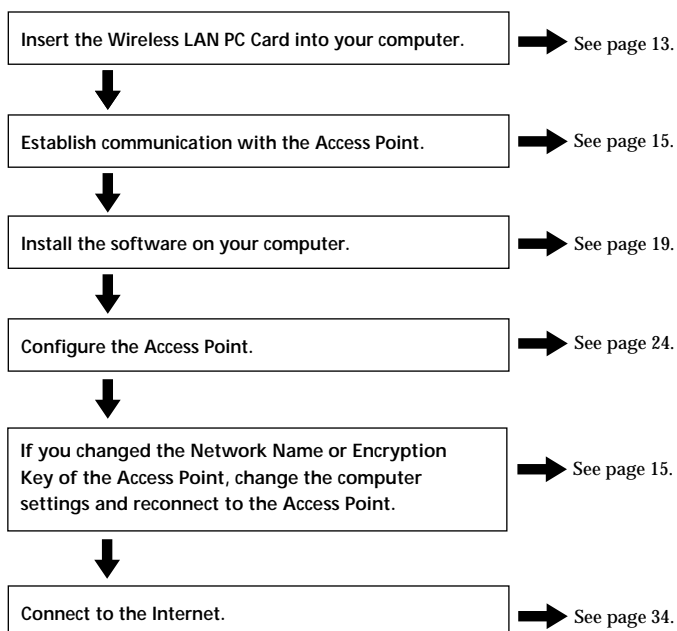 Insert the Wireless LAN PC Card into your computer.
See page 13.
Establish communication with the Access Point.
See page 15.
Install the software on your computer.
See page 19.
Configure the Access Point.
See page 24.
If you changed the Network Name or Encryption
Key of the Access Point, change the computer
settings and reconnect to the Access Point.
See page 15.
Connect to the Internet.
See page 34.